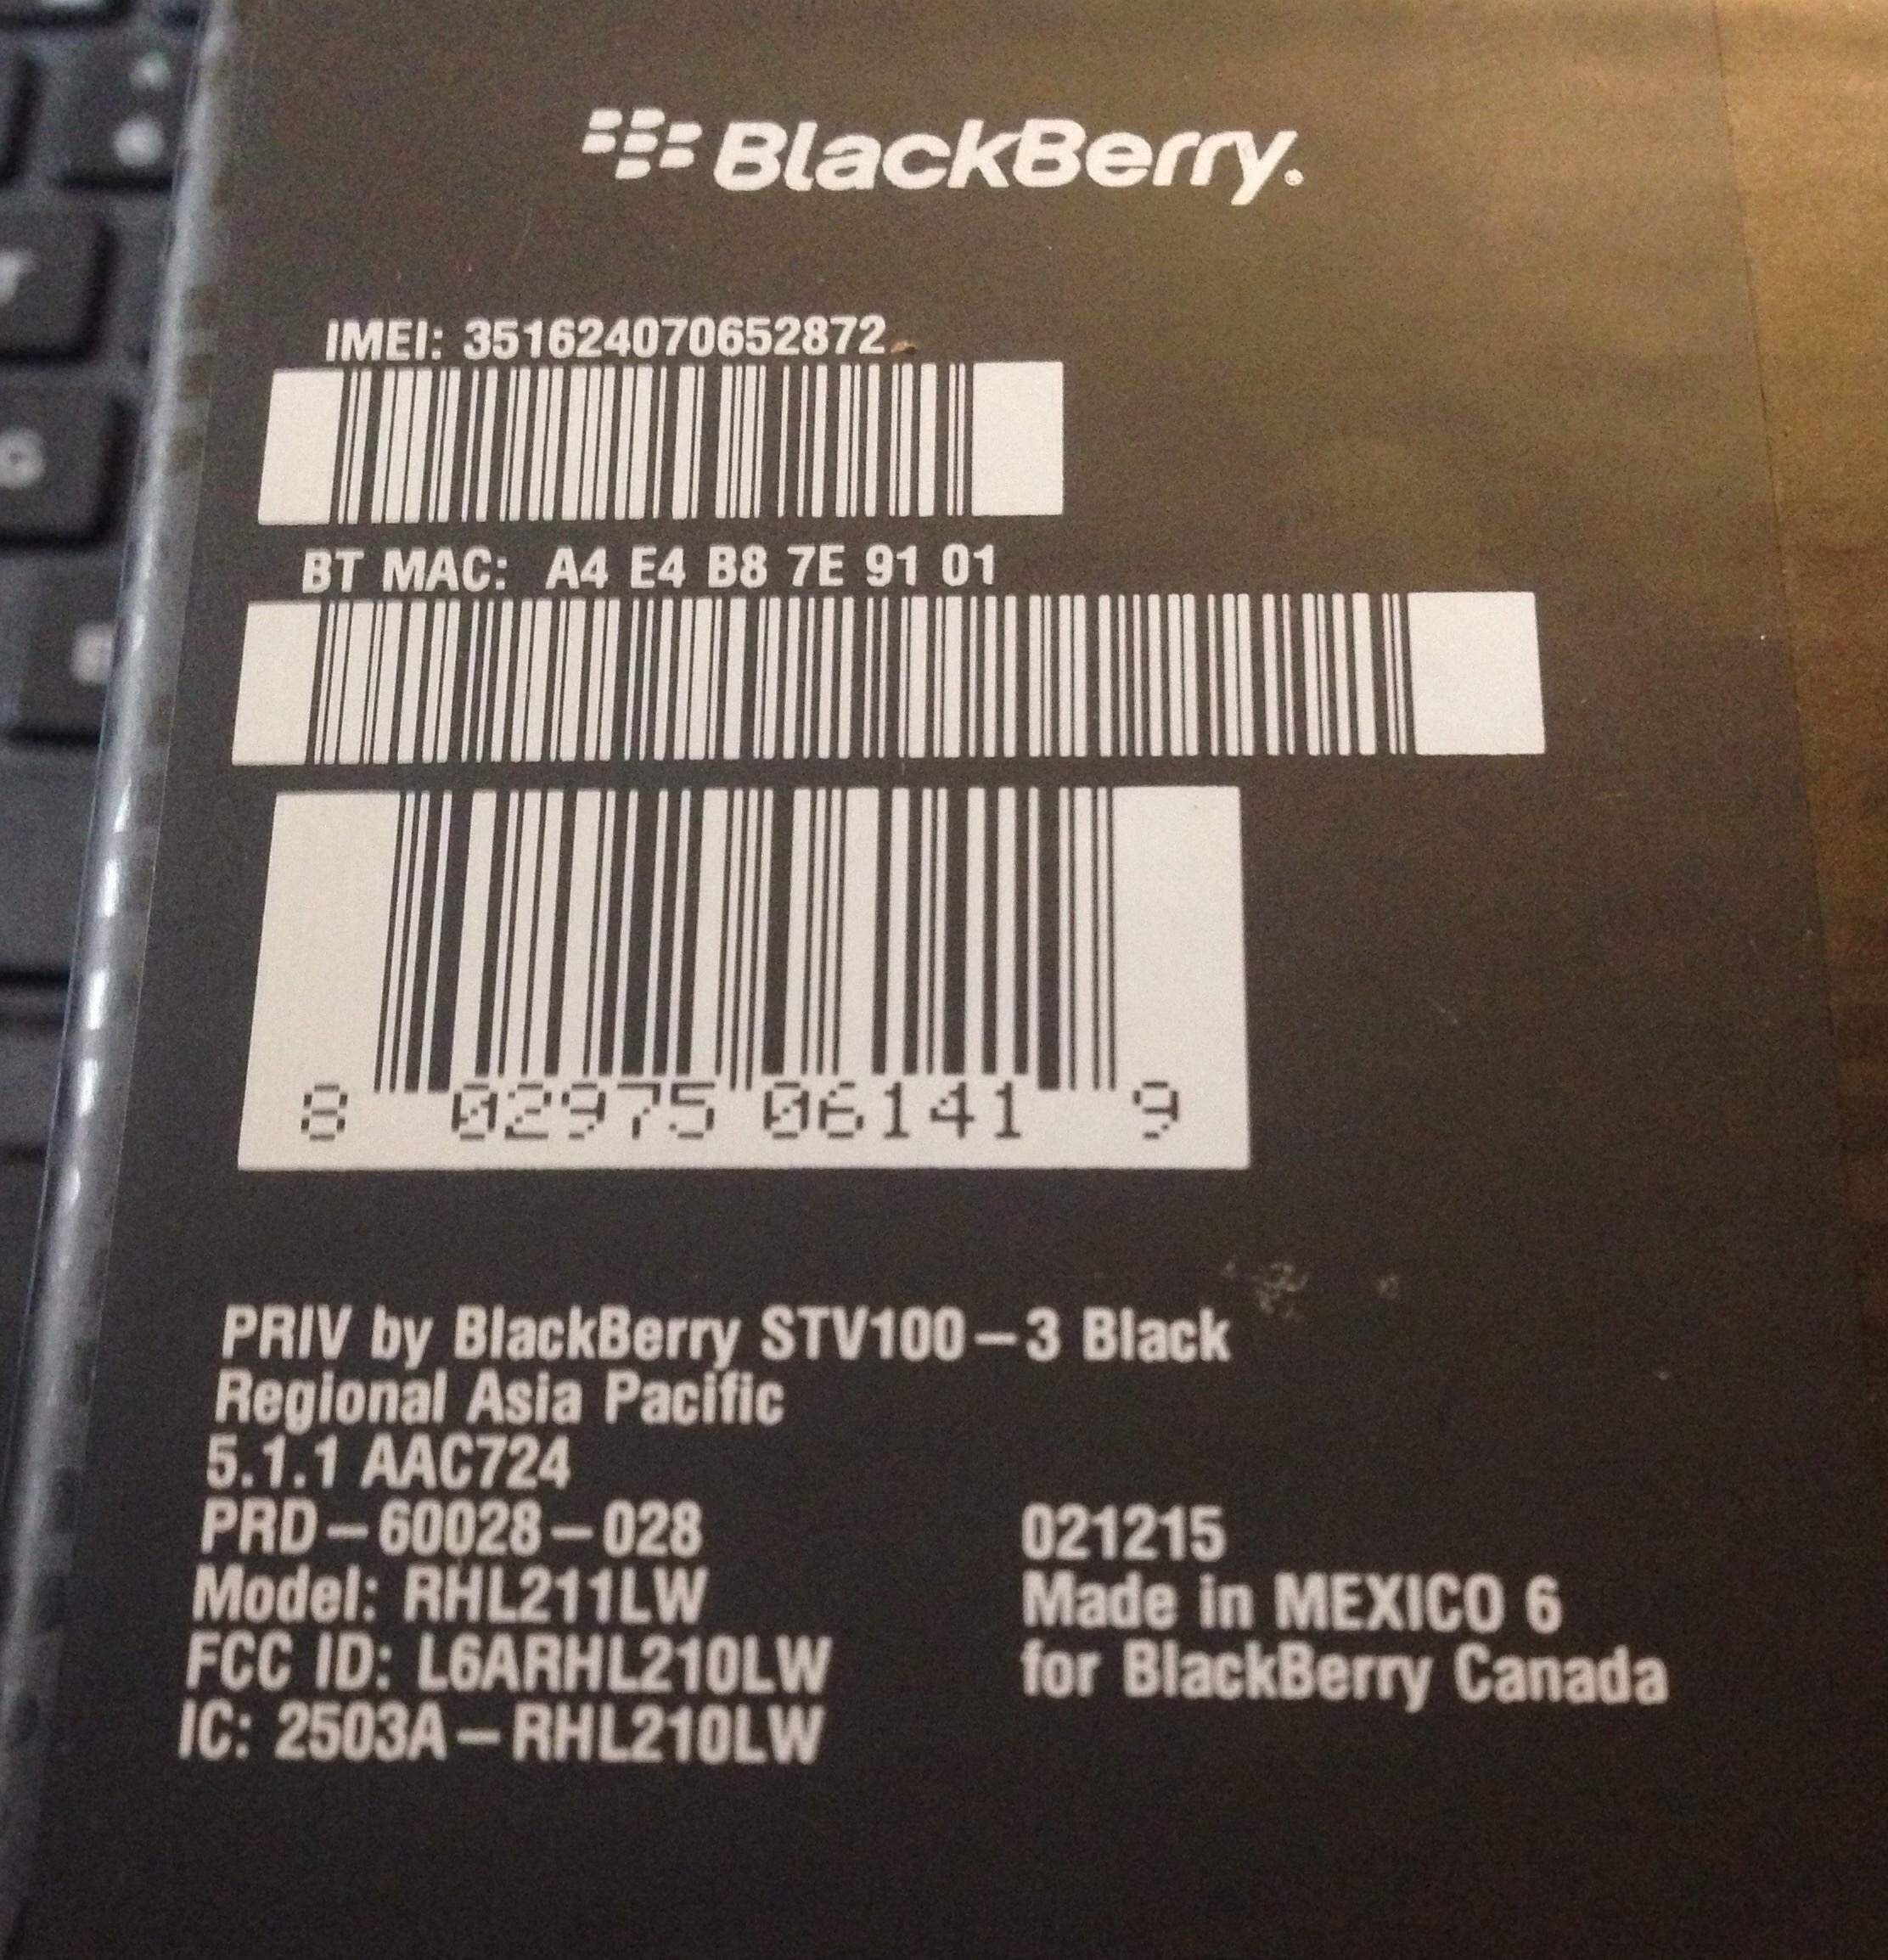 BlackBerry.
IMEI: 351624070652872
BT MAC: A4 E4 B8 7E 91 01
8 02975 06141 9
PRIV by BlackBerry STV100-3 Black
Regional Asia Pacific
5.1.1 AAC724
PRD-60028-028
Model: RHL211LW
FCC ID: L6ARHL210LW
IC: 2503A-RHL210LW
021215
Made in MEXICO 6
for BlackBerry Canada